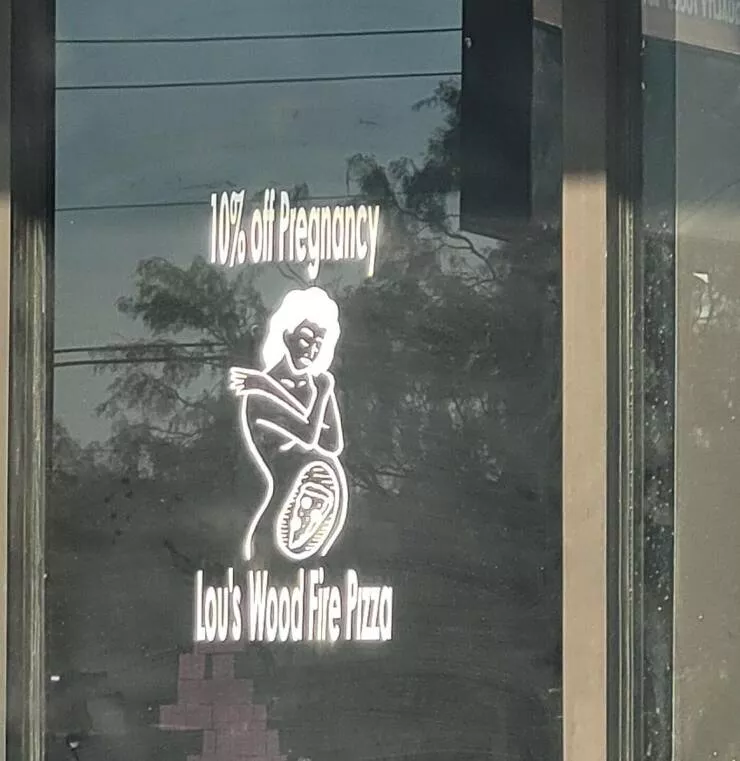 10% off Pregnancy
Lou's Wood Fire Pizza